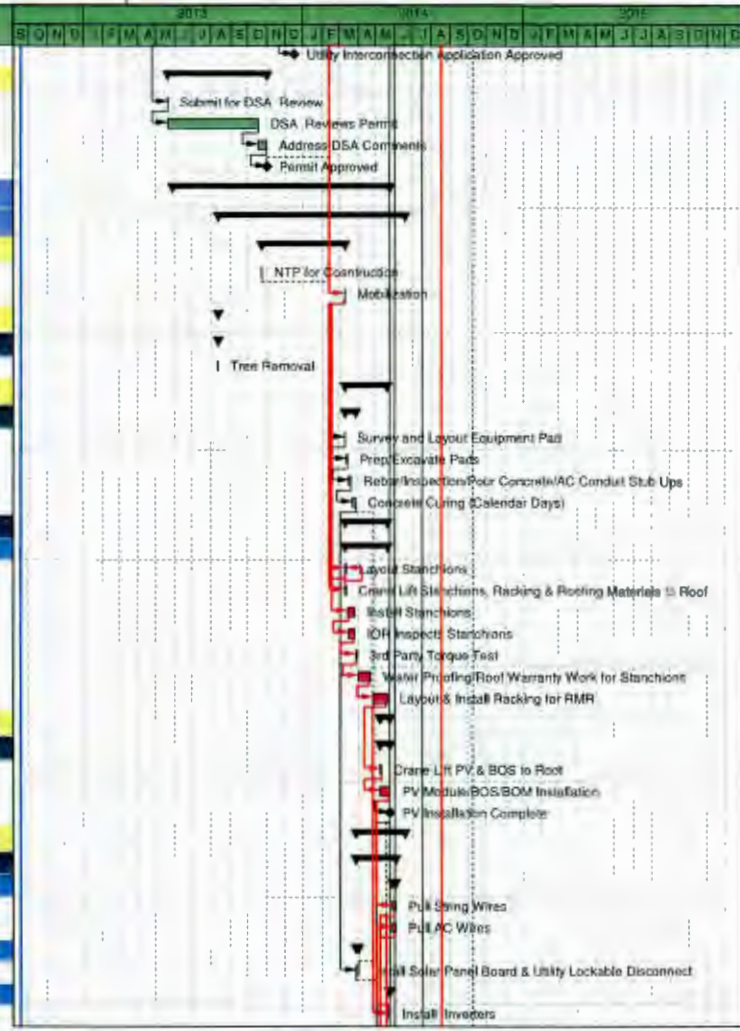 2013 2014 2015
S O N D J F M A M J J A S O N D J F M A M J J A S O N D J F M A M J J A S O N D
Utility Interconnection Application Approved
Submit for DSA Review
DSA Reviews Permit
Address DSA Comments
Permit Approved
NTP for Cosntruction
Mobilization
Tree Removal
Survey and Layout Equipment Pad
Prep/Excavate Pads
Rebar/Inspection/Pour Concrete/AC Conduit Stub Ups
Concrete Curing (Calendar Days)
Layout Stanchions
Crane Lift Stanchions, Racking & Roofing Materials to Roof
Install Stanchions
IOR Inspects Stanchions
3rd Party Torque Test
Water Proofing/Roof Warranty Work for Stanchions
Layout & Install Racking for RMR
Crane Lift PV & BOS to Roof
PV Module/BOS/BOM Installation
PV Installation Complete
Pull String Wires
Pull AC Wires
Install Solar Panel Board & Utility Lockable Disconnect
Install Inverters